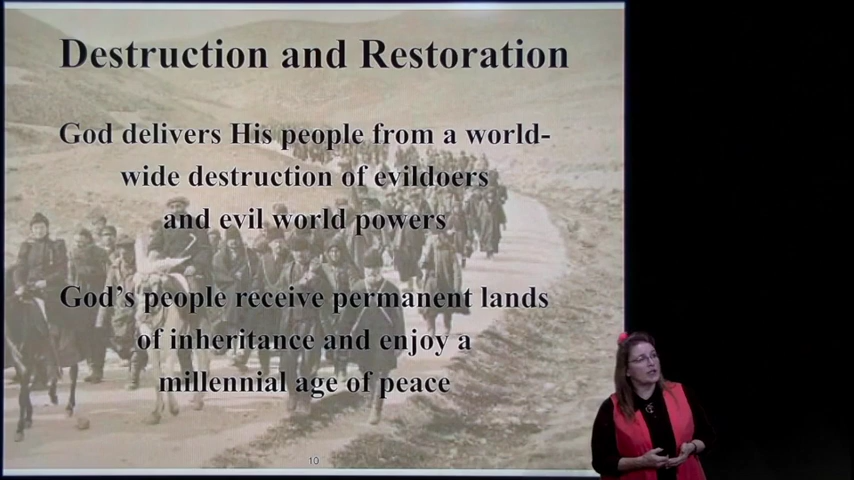 Destruction and Restoration
God delivers His people from a world-
wide destruction of evildoers
and evil world powers
God's people receive permanent lands
of inheritance and enjoy a
millennial age of peace
10